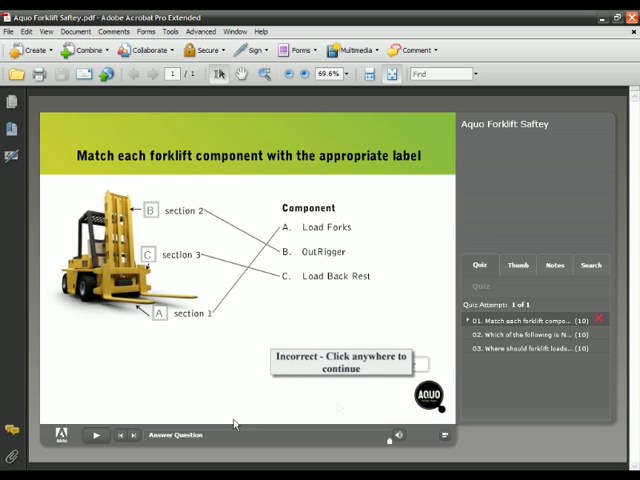 Aquo Forklift Saftey.pdf - Adobe Acrobat Pro Extended
File Edit View Document Comments Forms Tools Advanced Window Help
Create Combine Collaborate Secure Sign Forms Multimedia Comment
1 / 1 69.6% Find
Match each forklift component with the appropriate label
Component
B section 2
A. Load Forks
C section 3
B. OutRigger
C. Load Back Rest
A section 1
Incorrect - Click anywhere to
continue
AQUO
Adobe
Answer Question
Aquo Forklift Saftey
Quiz Thumb Notes Search
Quiz
Quiz Attempt: 1 of 1
01. Match each forklift compo... (10)
02. Which of the following is N... (10)
03. Where should forklift loads... (10)